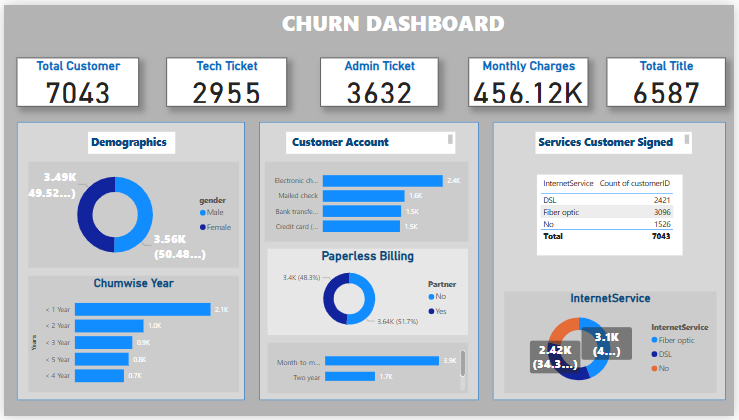 CHURN DASHBOARD
Total Customer
7043
Tech Ticket
2955
Admin Ticket
3632
Monthly Charges
456.12K
Total Title
6587
Demographics
3.49K
49.52...)
3.56K
(50.48...)
gender
Male
Female
Chumwise Year
Years
< 1 Year 2.1K
< 2 Year 1.0K
< 3 Year 0.9K
< 5 Year 0.8K
< 4 Year 0.7K
Customer Account
Electronic ch... 2.4K
Mailed check 1.6K
Bank transfe... 1.5K
Credit card (... 1.5K
Paperless Billing
3.4K (48.3%)
3.64K (51.7%)
Partner
No
Yes
Month-to-m... 3.9K
Two year 1.7K
Services Customer Signed
InternetService Count of customerID
DSL 2421
Fiber optic 3096
No 1526
Total 7043
InternetService
3.1K
(4...)
2.42K
(34.3...)
InternetService
Fiber optic
DSL
No